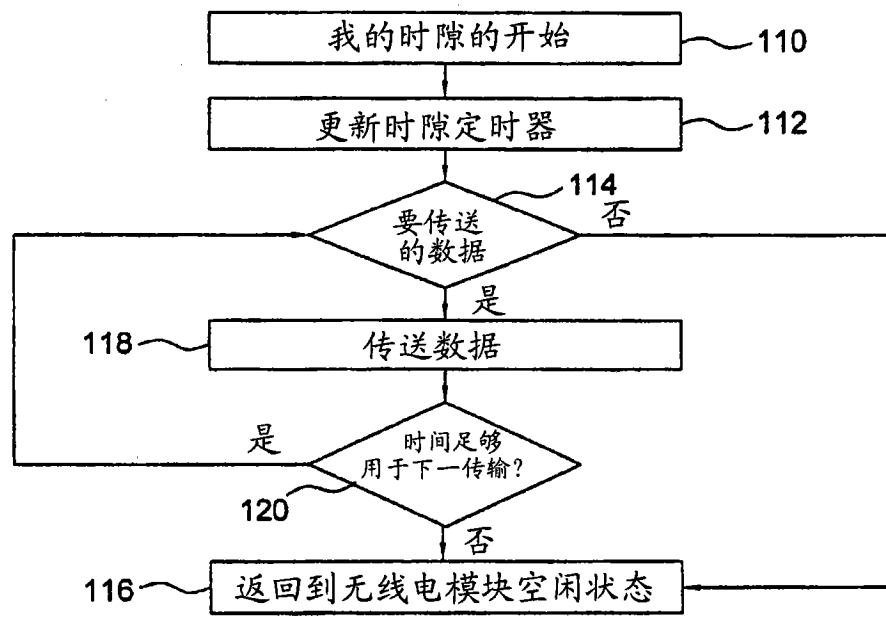 我的时隙的开始
110
更新时隙定时器
112
114
要传送
的数据
否
是
118
传送数据
是
时间足够
用于下一传输?
120
否
116
返回到无线电模块空闲状态